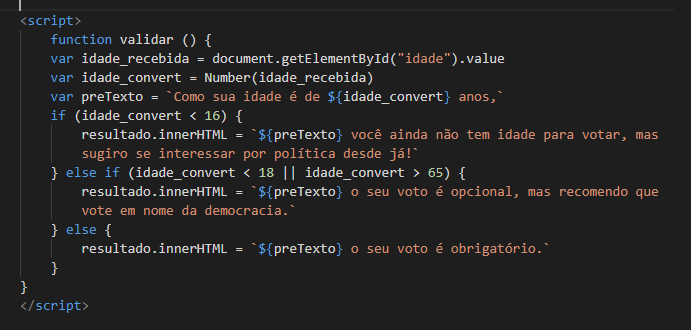 <script>
function validar () {
var idade_recebida = document.getElementById("idade").value
var idade_convert = Number(idade_recebida)
var preTexto = `Como sua idade é de ${idade_convert} anos,`
if (idade_convert < 16) {
resultado.innerHTML = `${preTexto} você ainda não tem idade para votar, mas
sugiro se interessar por política desde já!`
} else if (idade_convert < 18 || idade_convert > 65) {
resultado.innerHTML = `${preTexto} o seu voto é opcional, mas recomendo que
vote em nome da democracia.`
} else {
resultado.innerHTML = `${preTexto} o seu voto é obrigatório.`
}
}
</script>